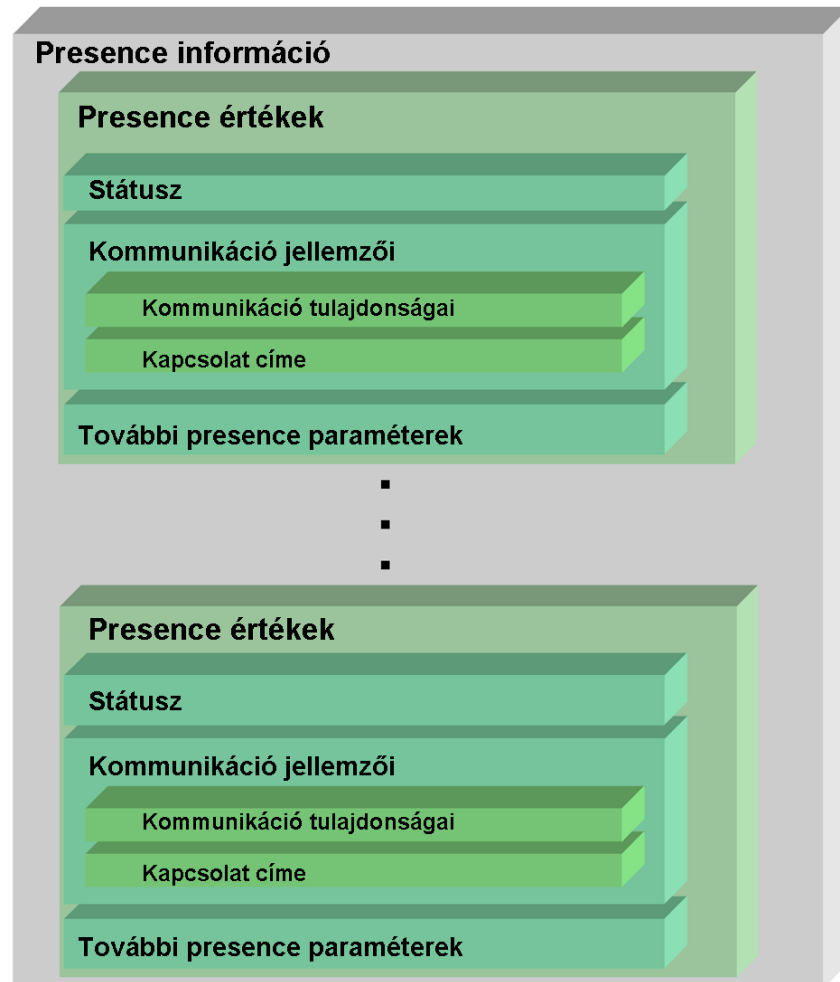 Presence információ
Presence értékek
Státusz
Kommunikáció jellemzői
Kommunikáció tulajdonságai
Kapcsolat címe
További presence paraméterek
Presence értékek
Státusz
Kommunikáció jellemzői
Kommunikáció tulajdonságai
Kapcsolat címe
További presence paraméterek